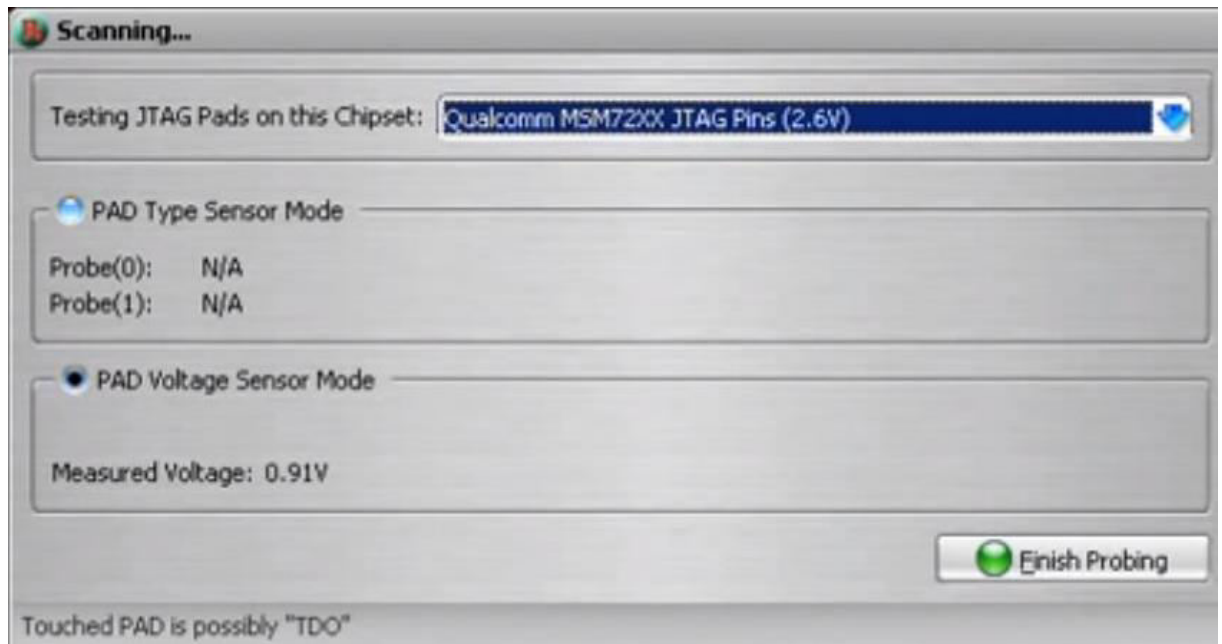 Scanning...
Testing JTAG Pads on this Chipset: Qualcomm MSM72XX JTAG Pins (2.6V)
PAD Type Sensor Mode
Probe(0): N/A
Probe(1): N/A
PAD Voltage Sensor Mode
Measured Voltage: 0.91V
Finish Probing
Touched PAD is possibly "TDO"